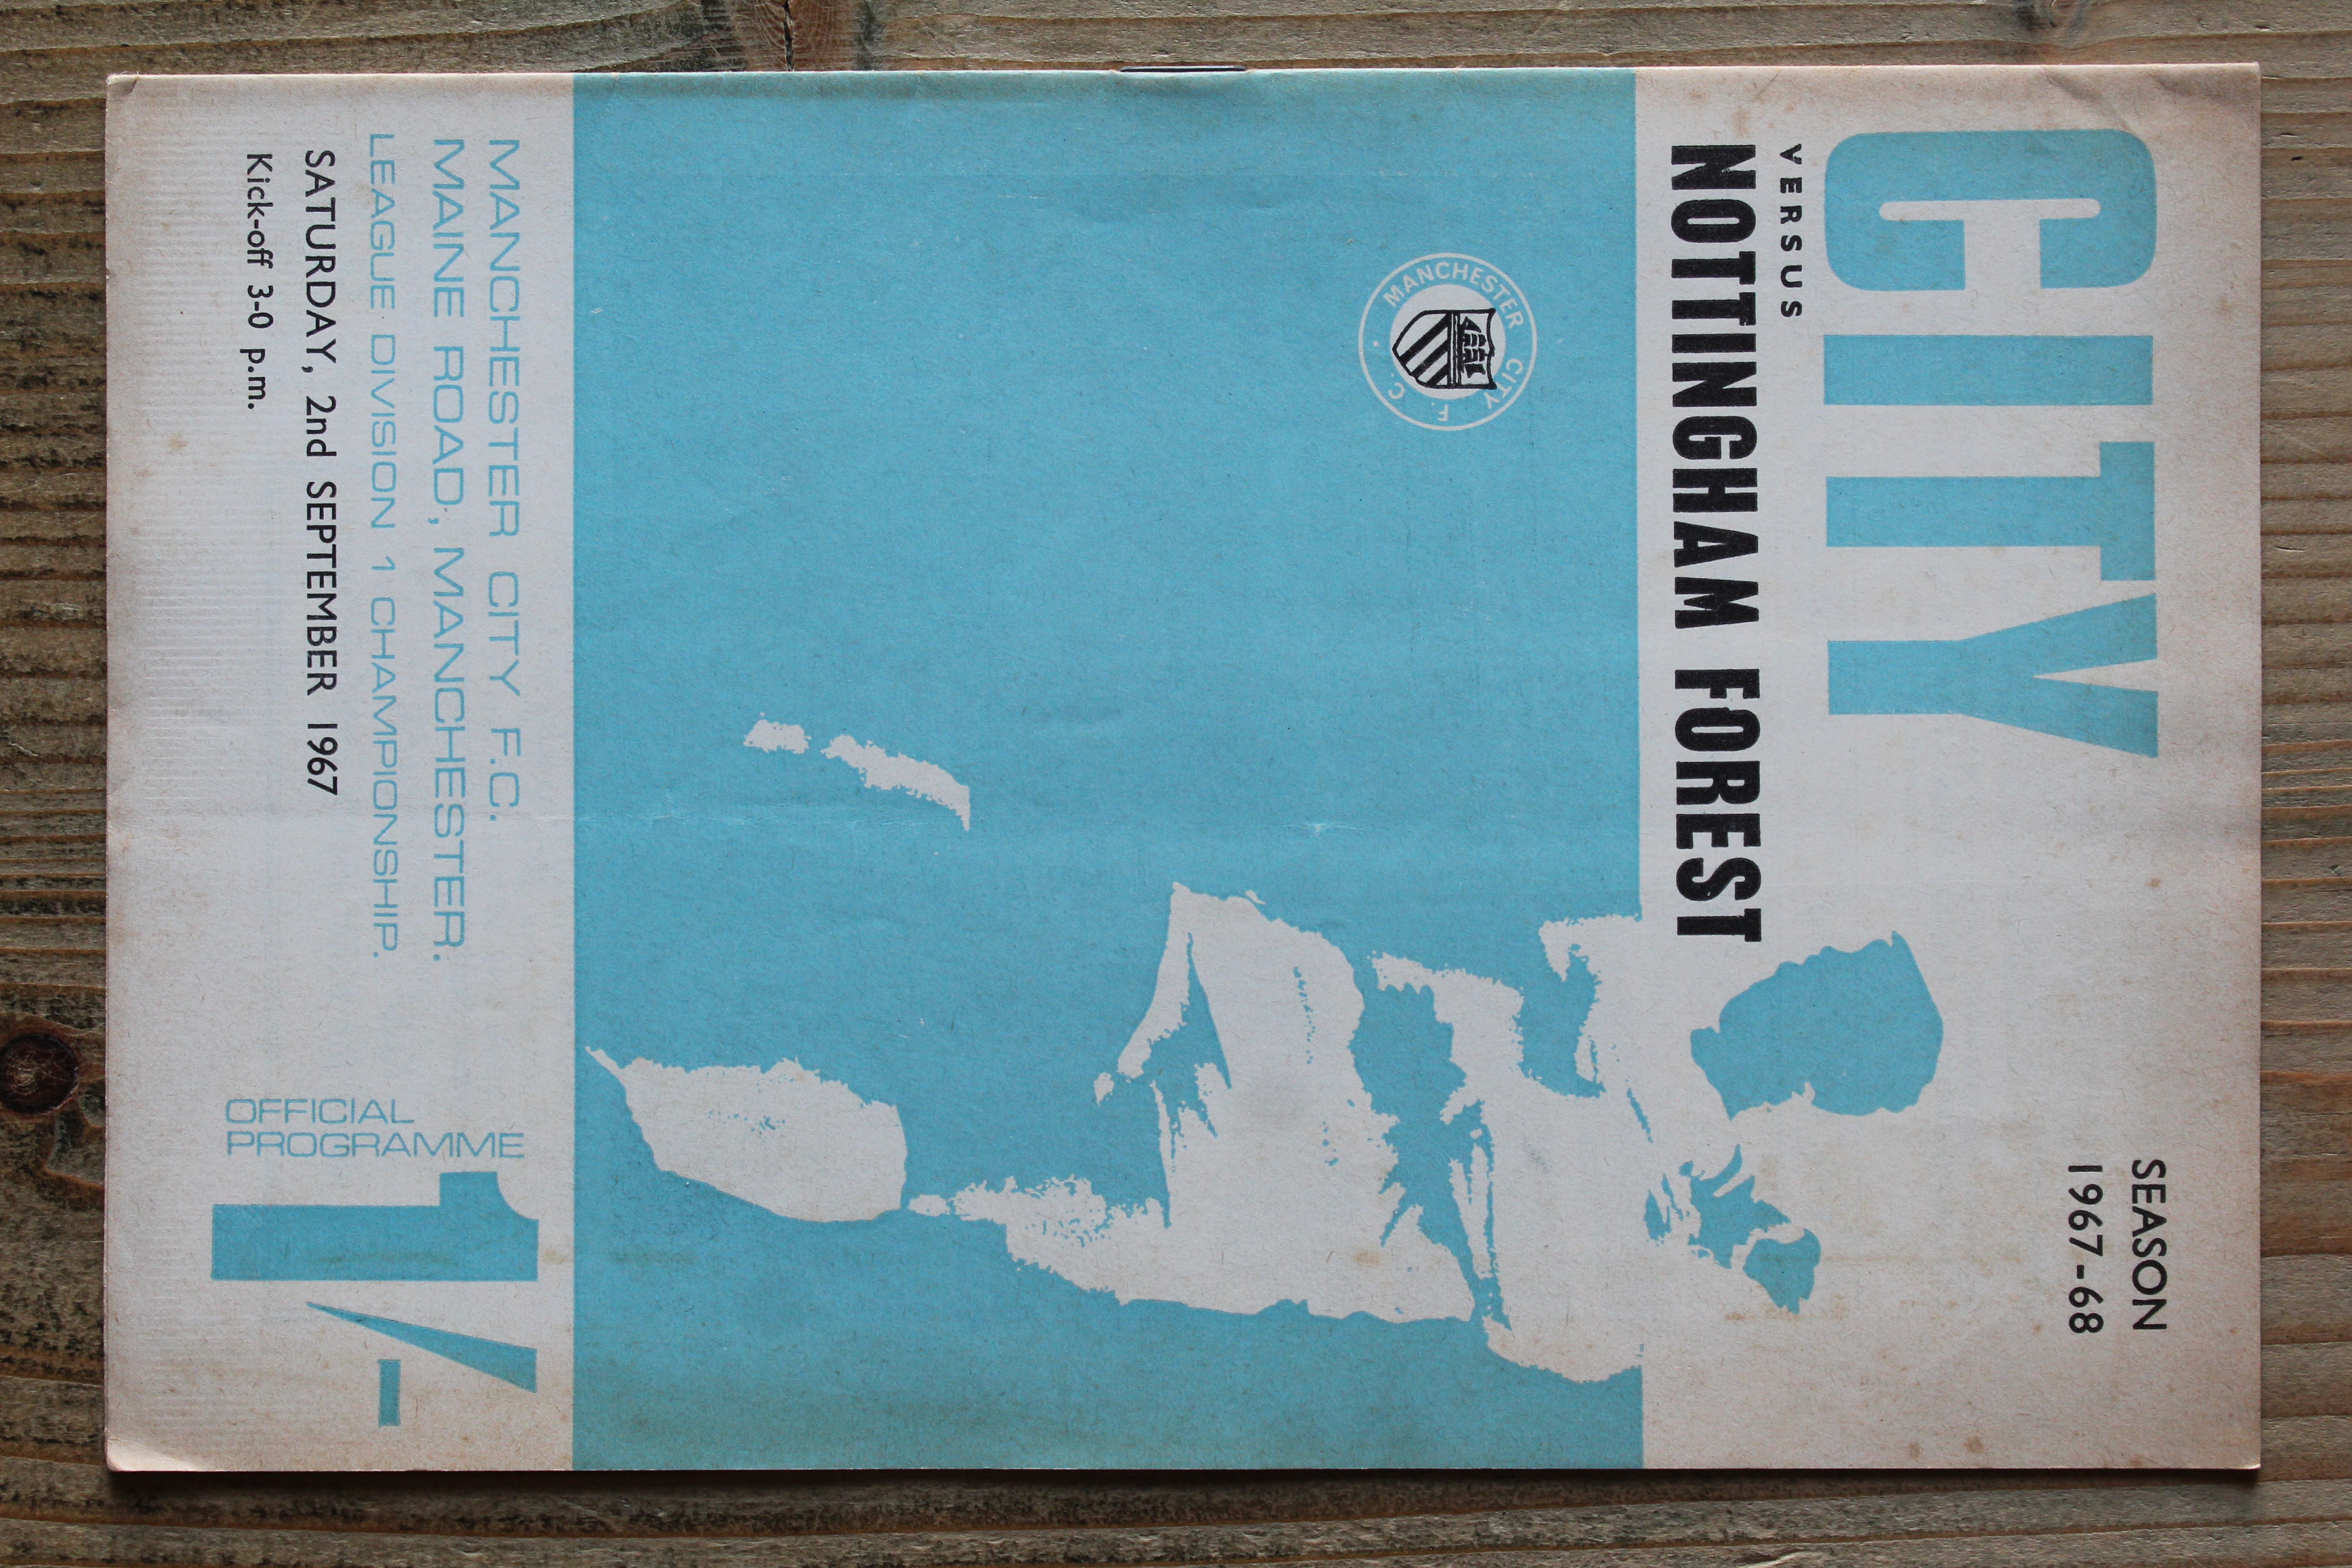 CITY
SEASON
1967-68
VERSUS
NOTTINGHAM FOREST
MANCHESTER CITY F.C.
MANCHESTER CITY F.C.
MAINE ROAD, MANCHESTER.
LEAGUE DIVISION 1 CHAMPIONSHIP.
SATURDAY, 2nd SEPTEMBER 1967
Kick-off 3-0 p.m.
OFFICIAL
PROGRAMME
1/-